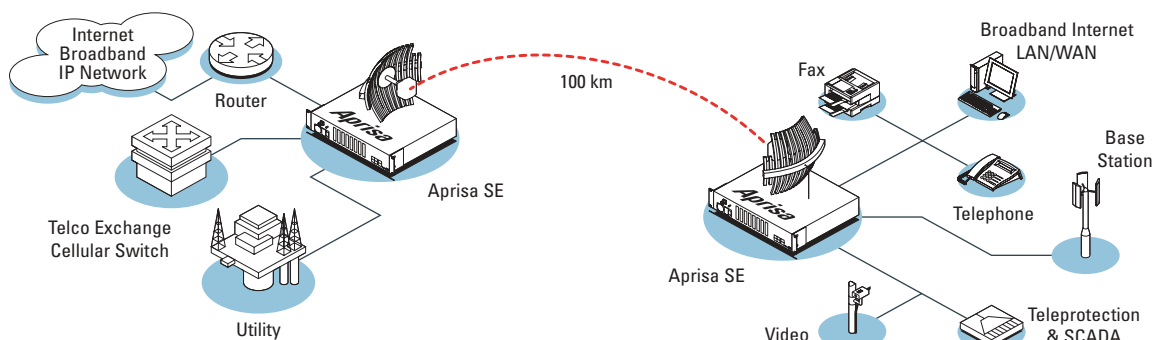 Internet
Broadband
IP Network
Router
Telco Exchange
Cellular Switch
Utility
Aprisa
Aprisa SE
100 km
Aprisa
Aprisa SE
Fax
Broadband Internet
LAN/WAN
Telephone
Base
Station
Video
Teleprotection
& SCADA